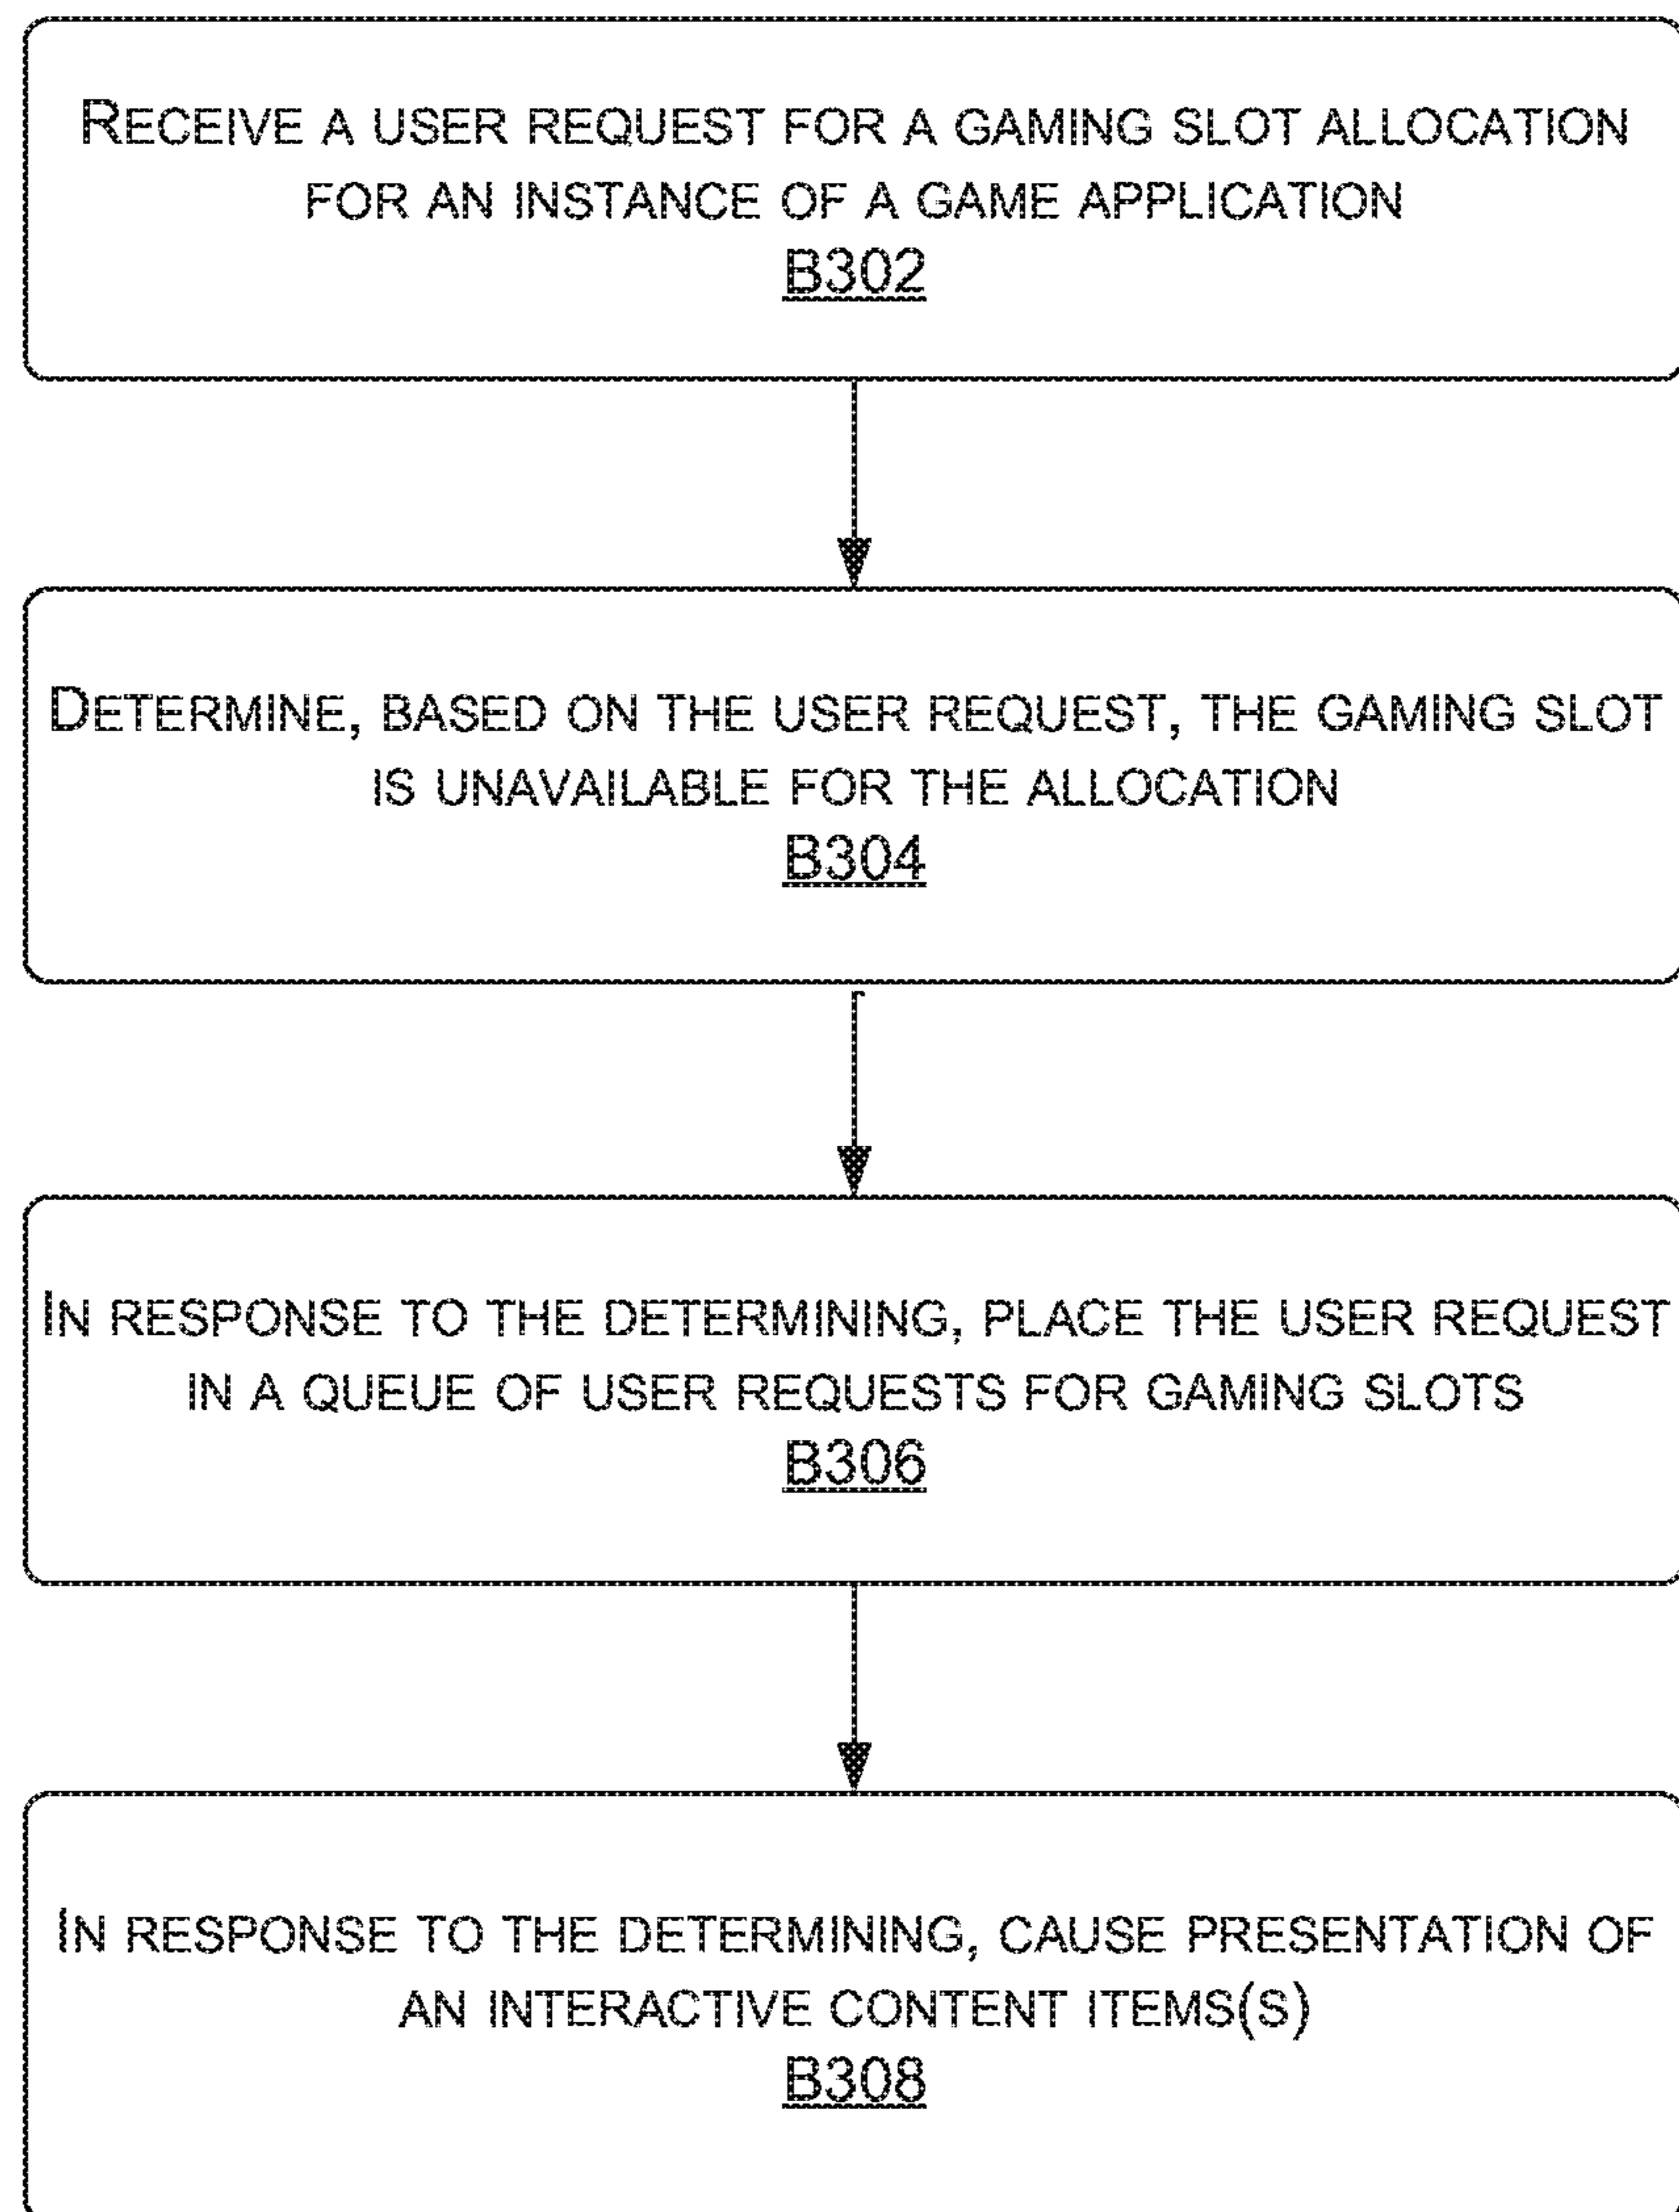 RECEIVE A USER REQUEST FOR A GAMING SLOT ALLOCATION
FOR AN INSTANCE OF A GAME APPLICATION
B302
DETERMINE, BASED ON THE USER REQUEST, THE GAMING SLOT
IS UNAVAILABLE FOR THE ALLOCATION
B304
IN RESPONSE TO THE DETERMINING, PLACE THE USER REQUEST
IN A QUEUE OF USER REQUESTS FOR GAMING SLOTS
B306
IN RESPONSE TO THE DETERMINING, CAUSE PRESENTATION OF
AN INTERACTIVE CONTENT ITEMS(S)
B308